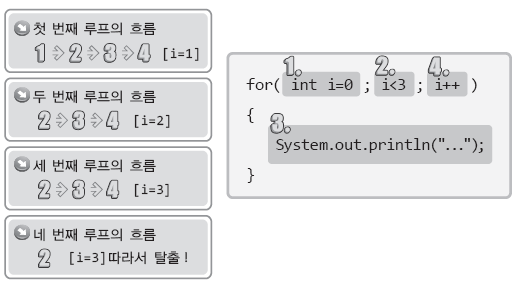 첫 번째 루프의 흐름
1 → 2 → 3 → 4 [i=1]
두 번째 루프의 흐름
2 → 3 → 4 [i=2]
세 번째 루프의 흐름
2 → 3 → 4 [i=3]
네 번째 루프의 흐름
2 [i=3]따라서 탈출!
1. 2. 4.
for( int i=0 ; i<3 ; i++ )
{
3.
System.out.println("...");
}